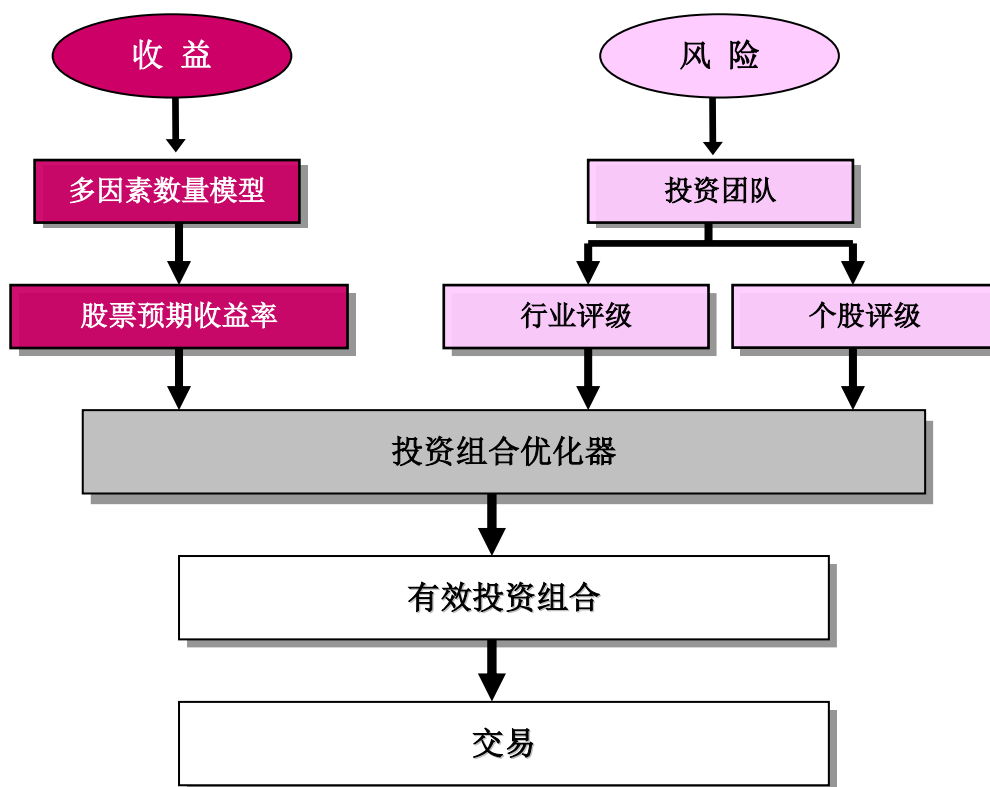 收 益
风 险
多因素数量模型
投资团队
股票预期收益率
行业评级
个股评级
投资组合优化器
有效投资组合
交易